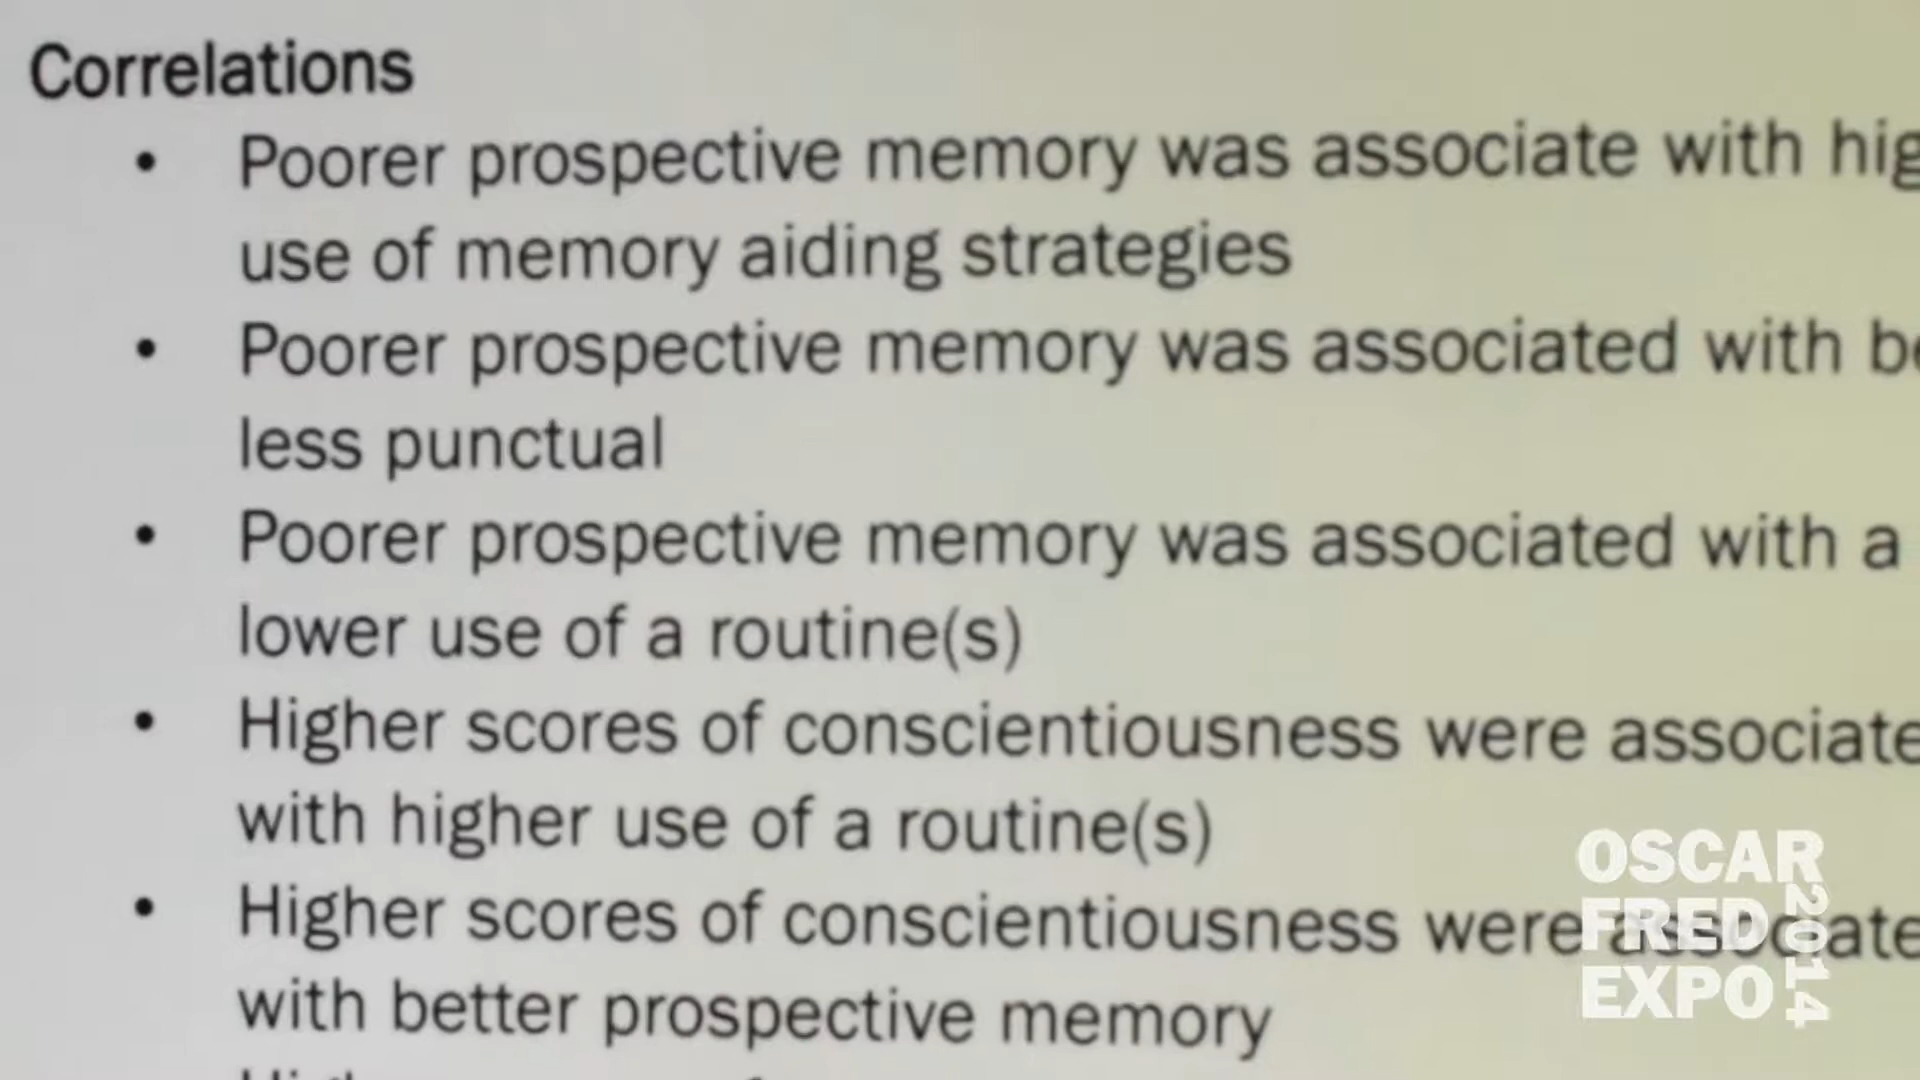 Correlations
• Poorer prospective memory was associate with hig
use of memory aiding strategies
• Poorer prospective memory was associated with be
less punctual
• Poorer prospective memory was associated with a
lower use of a routine(s)
• Higher scores of conscientiousness were associate
with higher use of a routine(s)
• Higher scores of conscientiousness were associate
with better prospective memory
OSCAR
FRED
EXPO
2014